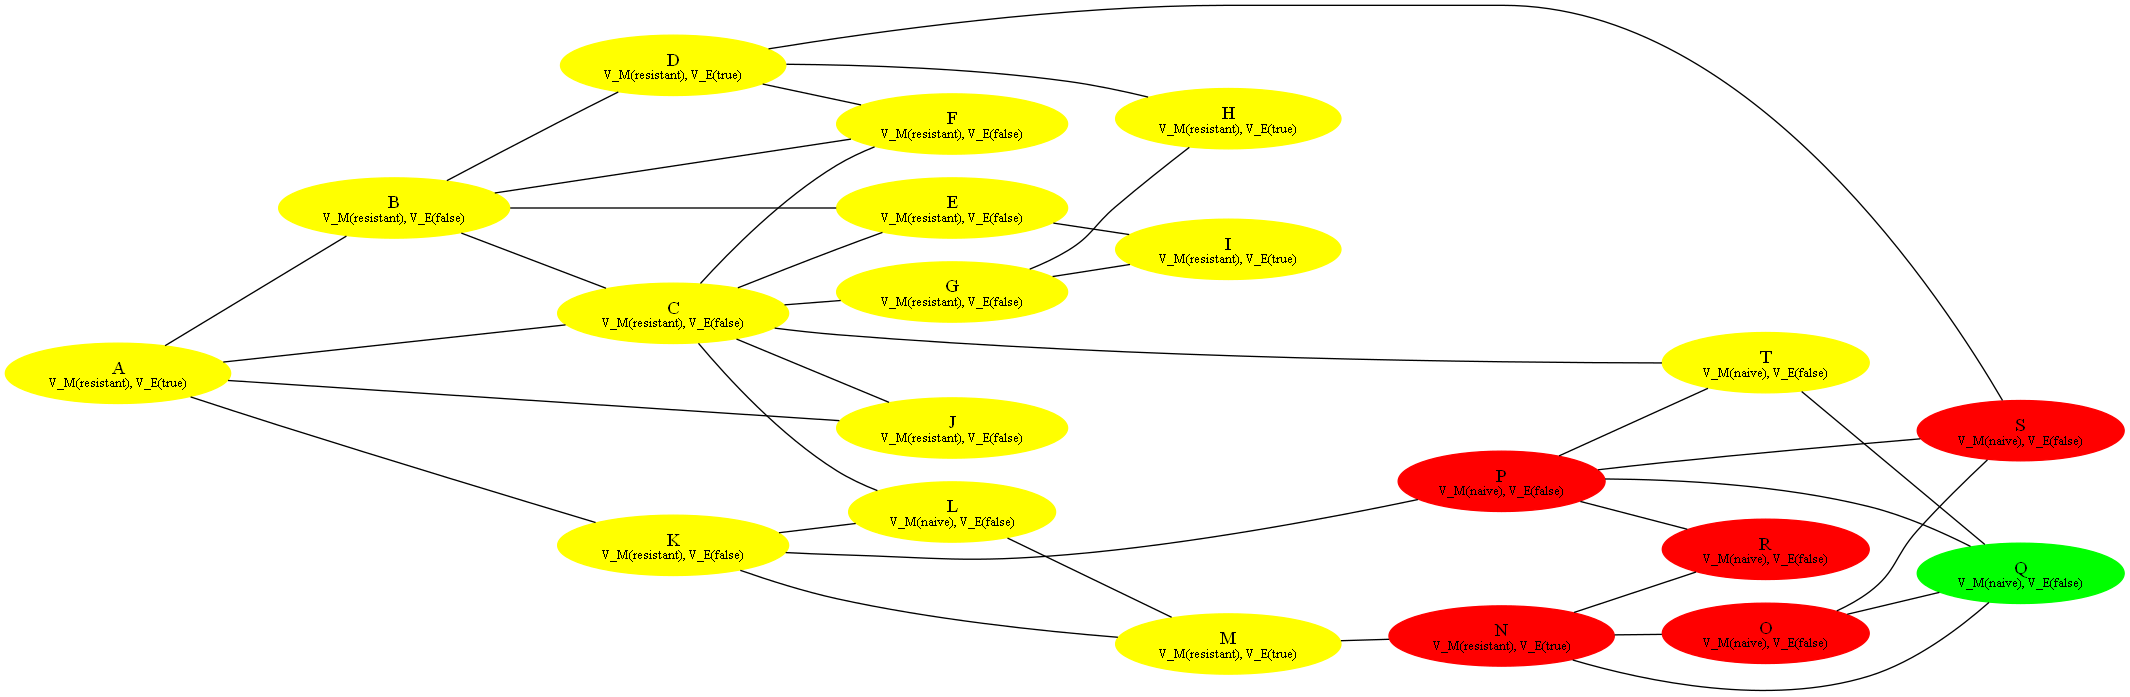 D
V_M(resistant), V_E(true)
F
V_M(resistant), V_E(false)
H
V_M(resistant), V_E(true)
B
V_M(resistant), V_E(false)
E
V_M(resistant), V_E(false)
I
V_M(resistant), V_E(true)
G
V_M(resistant), V_E(false)
C
V_M(resistant), V_E(false)
T
V_M(naive), V_E(false)
A
V_M(resistant), V_E(true)
J
V_M(resistant), V_E(false)
S
V_M(naive), V_E(false)
P
V_M(naive), V_E(false)
L
V_M(naive), V_E(false)
K
V_M(resistant), V_E(false)
R
V_M(naive), V_E(false)
Q
V_M(naive), V_E(false)
N
V_M(resistant), V_E(true)
O
V_M(naive), V_E(false)
M
V_M(resistant), V_E(true)